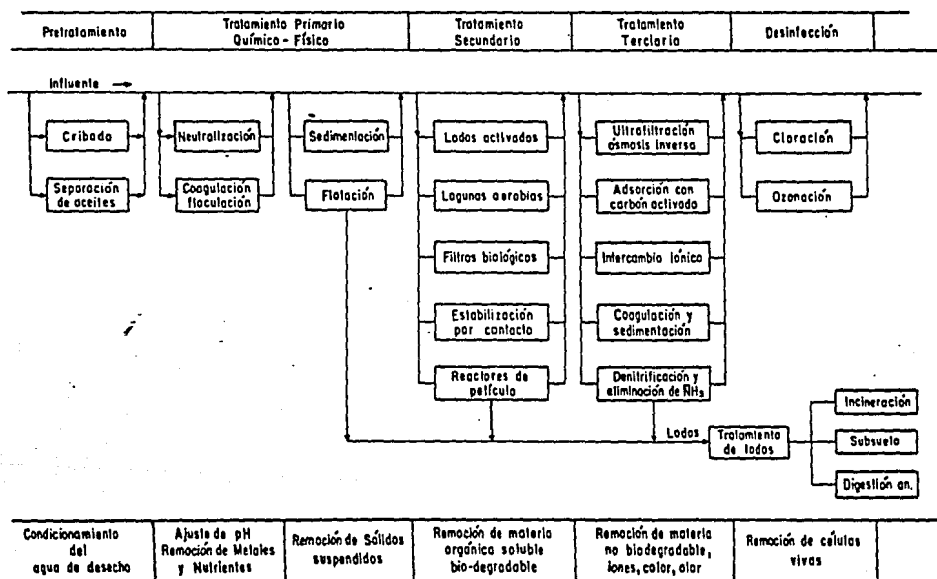 Pretratamiento
Tratamiento Primario
Químico - Físico
Tratamiento
Secundario
Tratamiento
Terciaria
Desinfección
Influente →
Cribado
Separación
de aceites
Neutralización
Coagulación
floculación
Sedimentación
Flotación
Lodos activados
Lagunas aerobias
Filtros biológicos
Estabilización
por contacto
Reactores de
película
Ultrafiltración
ósmosis inversa
Adsorción con
carbón activado
Intercambio Iónico
Coagulación y
sedimentación
Denitrificación y
eliminación de NH3
Cloración
Ozonación
Lodos
Tratamiento
de lodos
Incineración
Subsuelo
Digestión an.
Condicionamiento
del
agua de desecho
Ajuste de pH
Remoción de Metales
y Nutrientes
Remoción de Sólidos
suspendidos
Remoción de materia
orgánica soluble
bio-degradable
Remoción de materia
no biodegradable,
iones, color, olor
Remoción de células
vivas